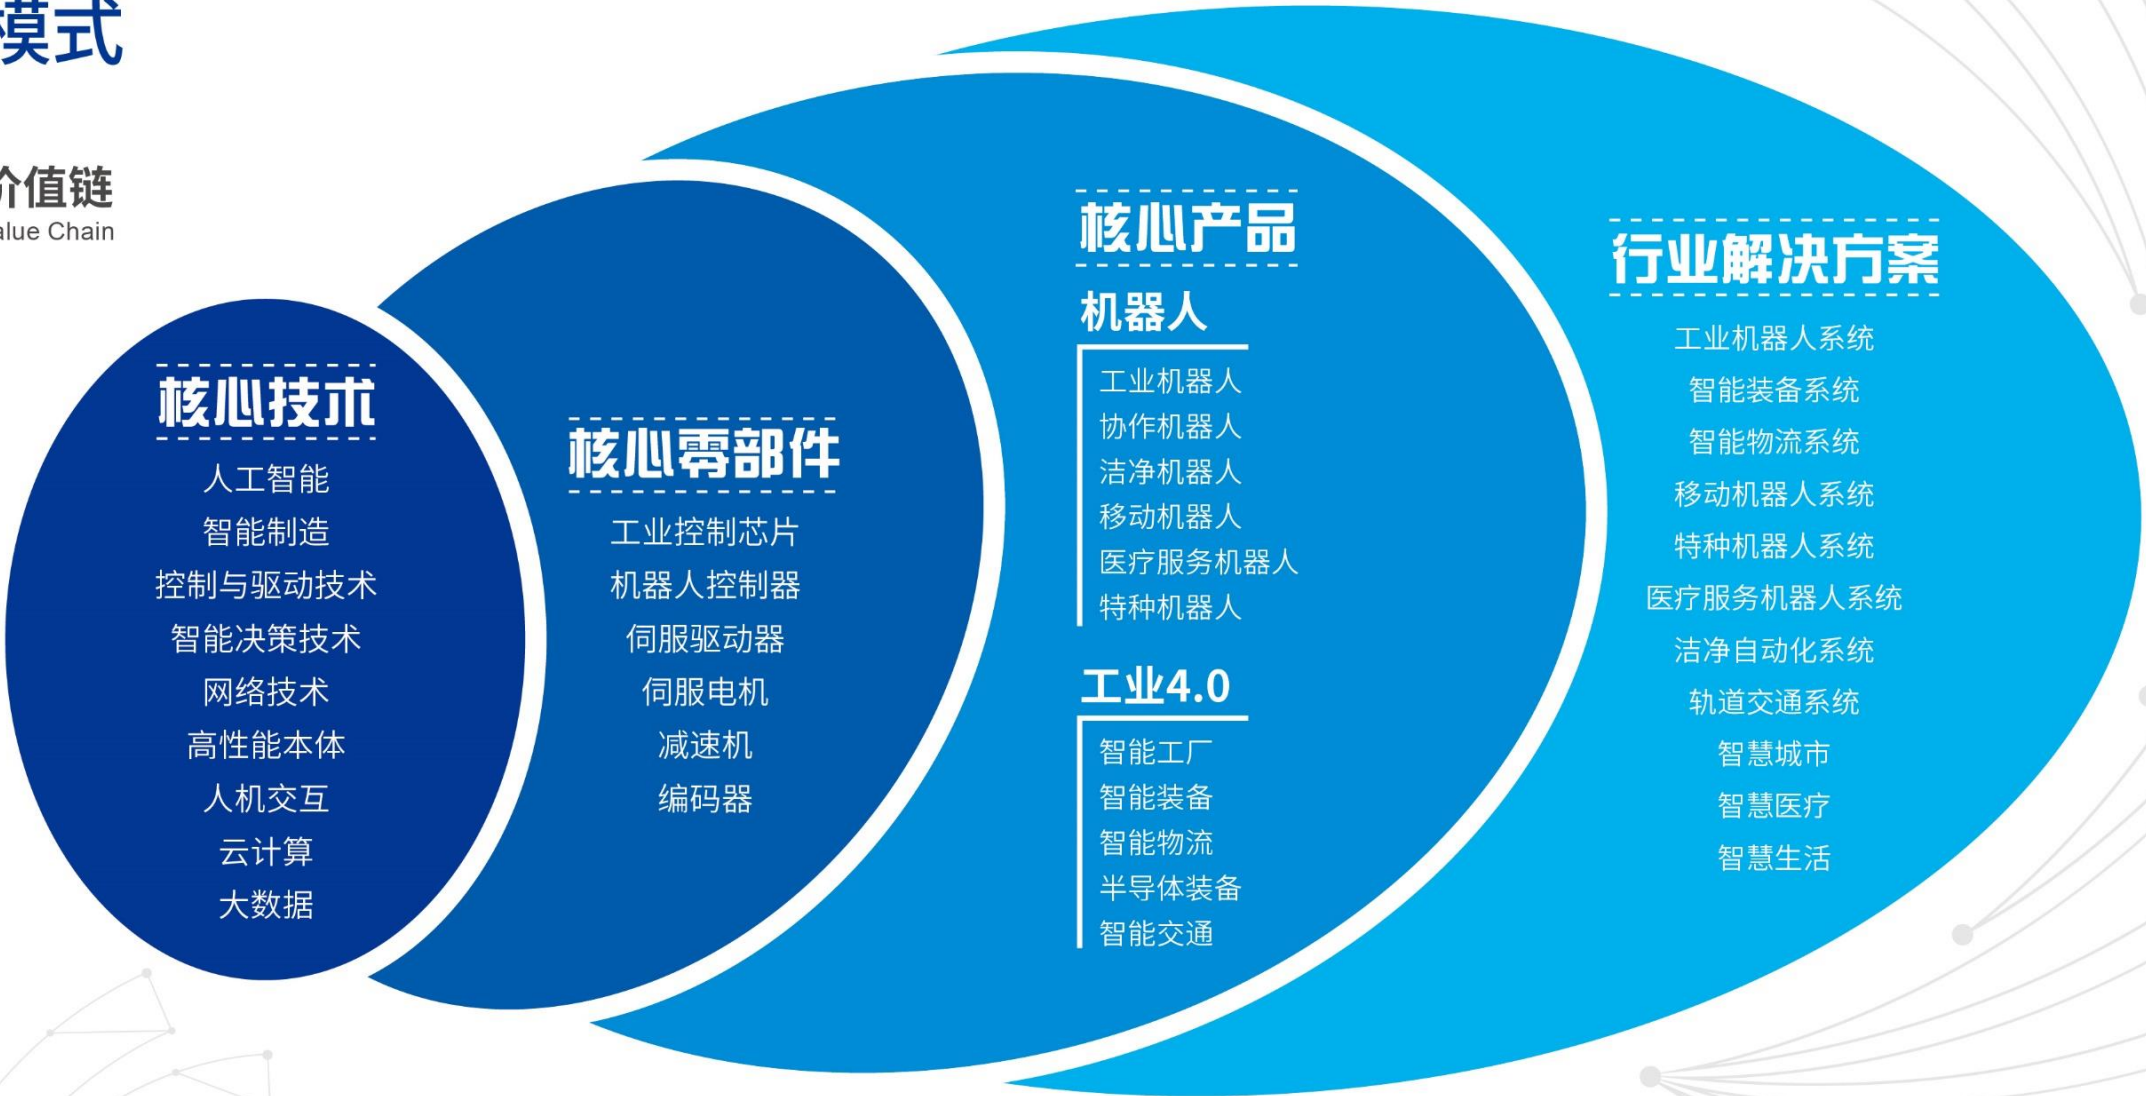 模式
价值链
alue Chain
核心技术
人工智能
智能制造
控制与驱动技术
智能决策技术
网络技术
高性能本体
人机交互
云计算
大数据
核心零部件
工业控制芯片
机器人控制器
伺服驱动器
伺服电机
减速机
编码器
核心产品
机器人
工业机器人
协作机器人
洁净机器人
移动机器人
医疗服务机器人
特种机器人
工业4.0
智能工厂
智能装备
智能物流
半导体装备
智能交通
行业解决方案
工业机器人系统
智能装备系统
智能物流系统
移动机器人系统
特种机器人系统
医疗服务机器人系统
洁净自动化系统
轨道交通系统
智慧城市
智慧医疗
智慧生活